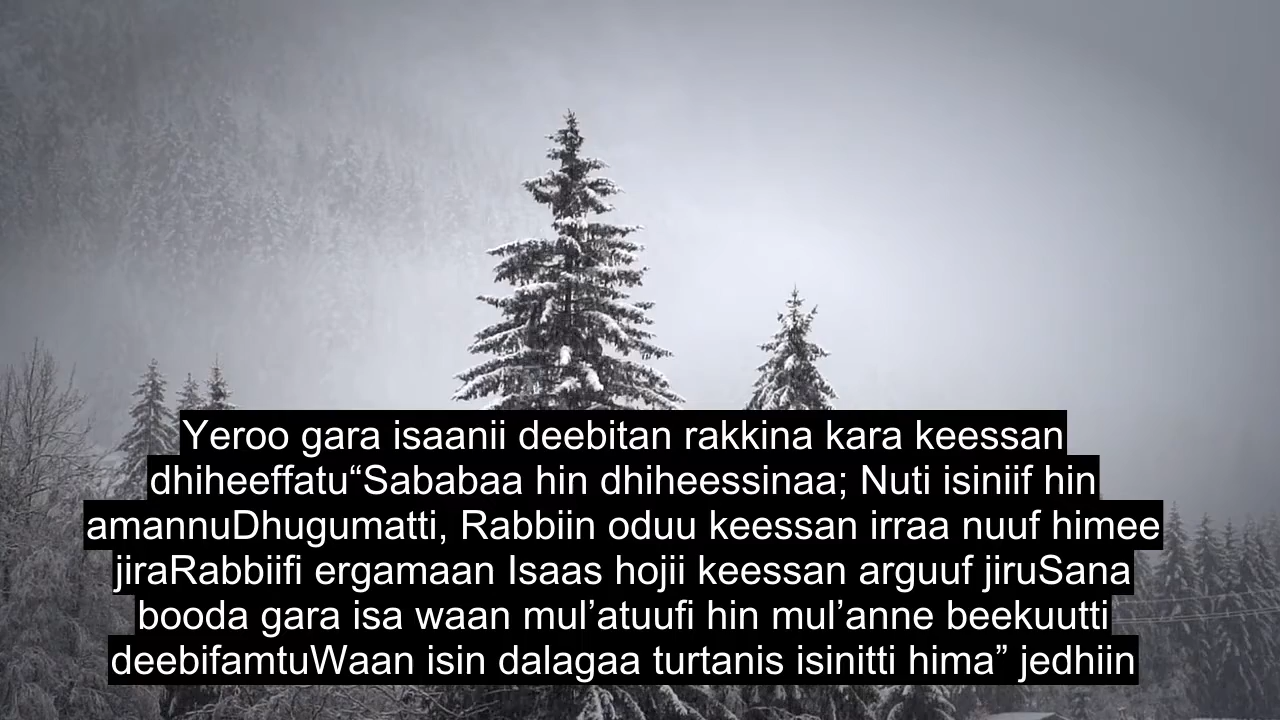 Yeroo gara isaanii deebitan rakkina kara keessan
dhiheeffatu“Sababaa hin dhiheessinaa; Nuti isiniif hin
amannuDhugumatti, Rabbiin oduu keessan irraa nuuf himee
jiraRabbiifi ergamaan Isaas hojii keessan arguuf jiruSana
booda gara isa waan mul’atuufi hin mul’anne beekuutti
deebifamtuWaan isin dalagaa turtanis isinitti hima” jedhiin